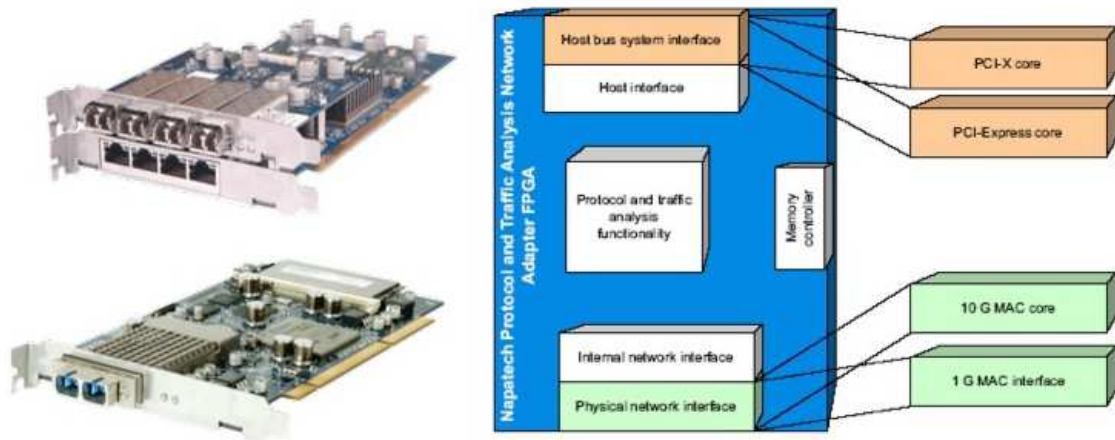 Napatech Protocol and Traffic Analysis Network
Adapter FPGA
Host bus system interface
Host interface
Protocol and traffic
analysis
functionality
Memory
controller
Internal network interface
Physical network interface
PCI-X core
PCI-Express core
10 G MAC core
1 G MAC interface